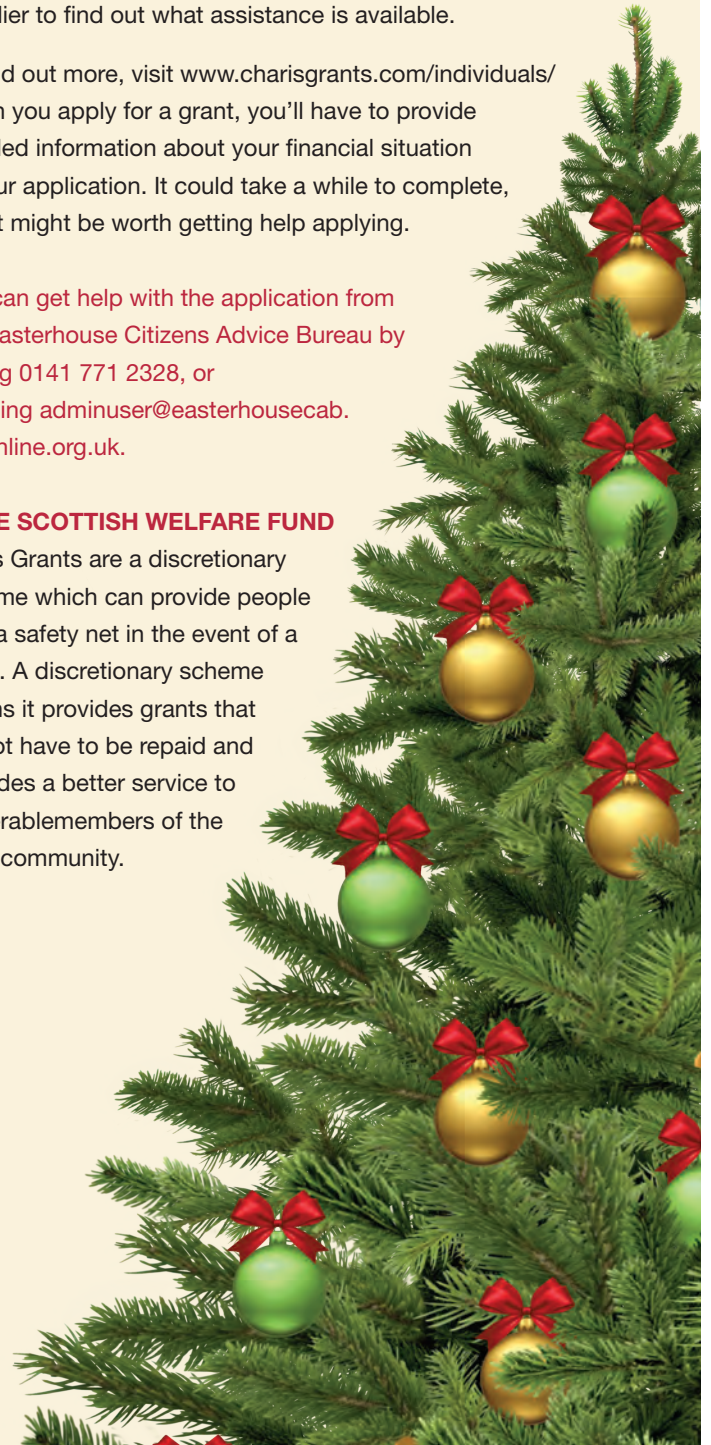 lier to find out what assistance is available.
d out more, visit www.charisgrants.com/individuals/
n you apply for a grant, you'll have to provide
led information about your financial situation
ur application. It could take a while to complete,
t might be worth getting help applying.
can get help with the application from
asterhouse Citizens Advice Bureau by
g 0141 771 2328, or
ing adminuser@easterhousecab.
nline.org.uk.
E SCOTTISH WELFARE FUND
s Grants are a discretionary
me which can provide people
a safety net in the event of a
. A discretionary scheme
ns it provides grants that
ot have to be repaid and
des a better service to
erablemembers of the
community.